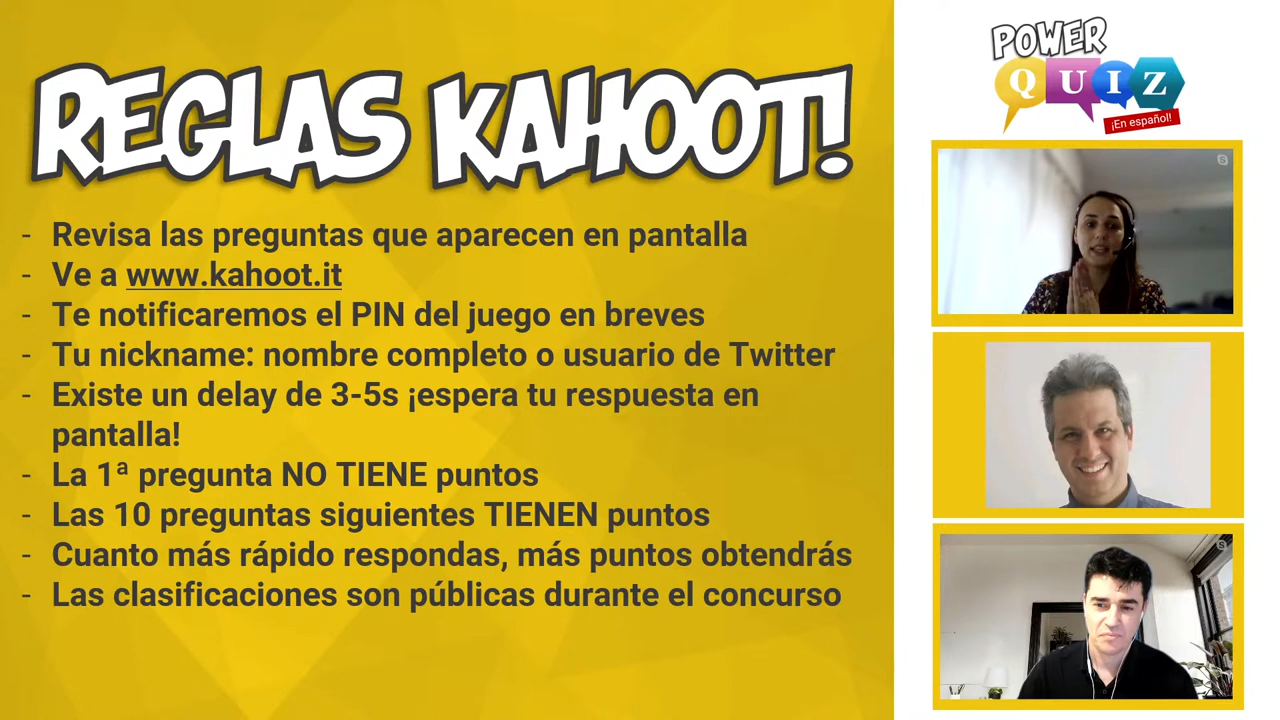 REGLAS KAHOOT!
- Revisa las preguntas que aparecen en pantalla
- Ve a www.kahoot.it
- Te notificaremos el PIN del juego en breves
- Tu nickname: nombre completo o usuario de Twitter
- Existe un delay de 3-5s ¡espera tu respuesta en
pantalla!
- La 1ª pregunta NO TIENE puntos
- Las 10 preguntas siguientes TIENEN puntos
- Cuanto más rápido respondas, más puntos obtendrás
- Las clasificaciones son públicas durante el concurso
POWER
QUIZ
¡En español!